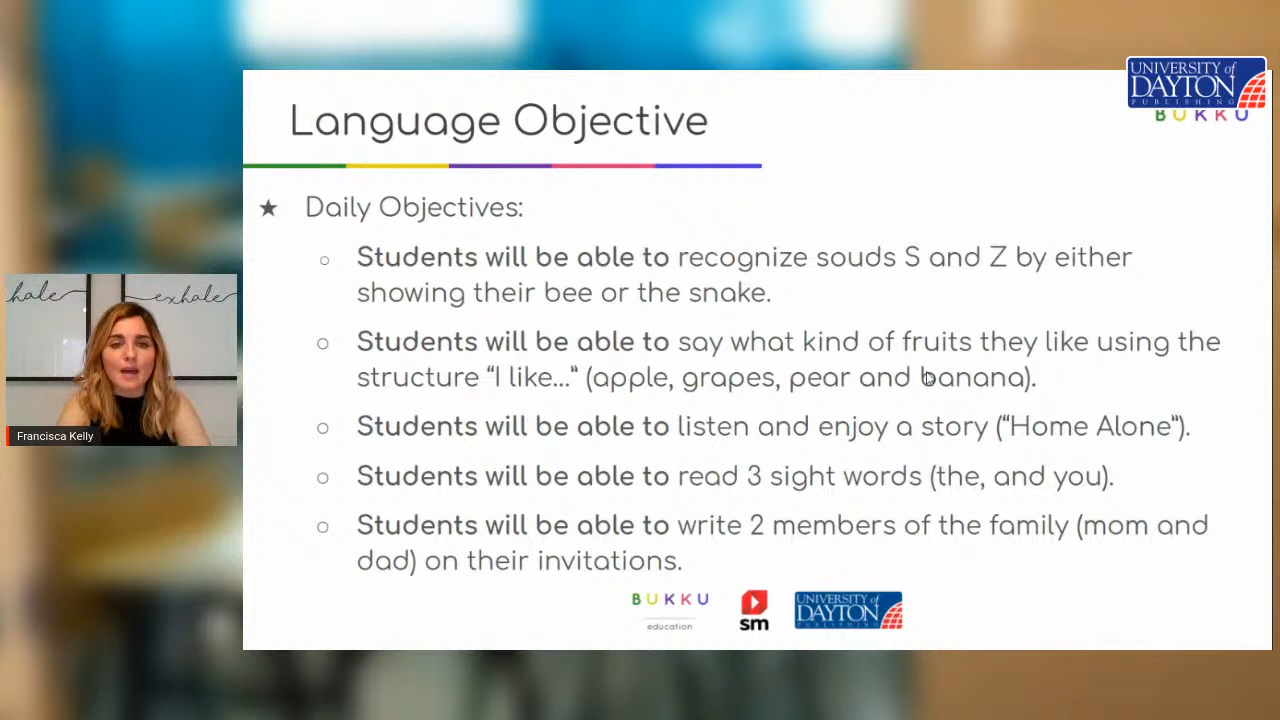 UNIVERSITY of
DAYTON
PUBLISHING
BUKKU
Language Objective
★ Daily Objectives:
○ Students will be able to recognize souds S and Z by either
showing their bee or the snake.
○ Students will be able to say what kind of fruits they like using the
structure “I like...” (apple, grapes, pear and banana).
○ Students will be able to listen and enjoy a story (“Home Alone”).
○ Students will be able to read 3 sight words (the, and you).
○ Students will be able to write 2 members of the family (mom and
dad) on their invitations.
hale
exhale
Francisca Kelly
BUKKU
education
sm
UNIVERSITY of
DAYTON
PUBLISHING